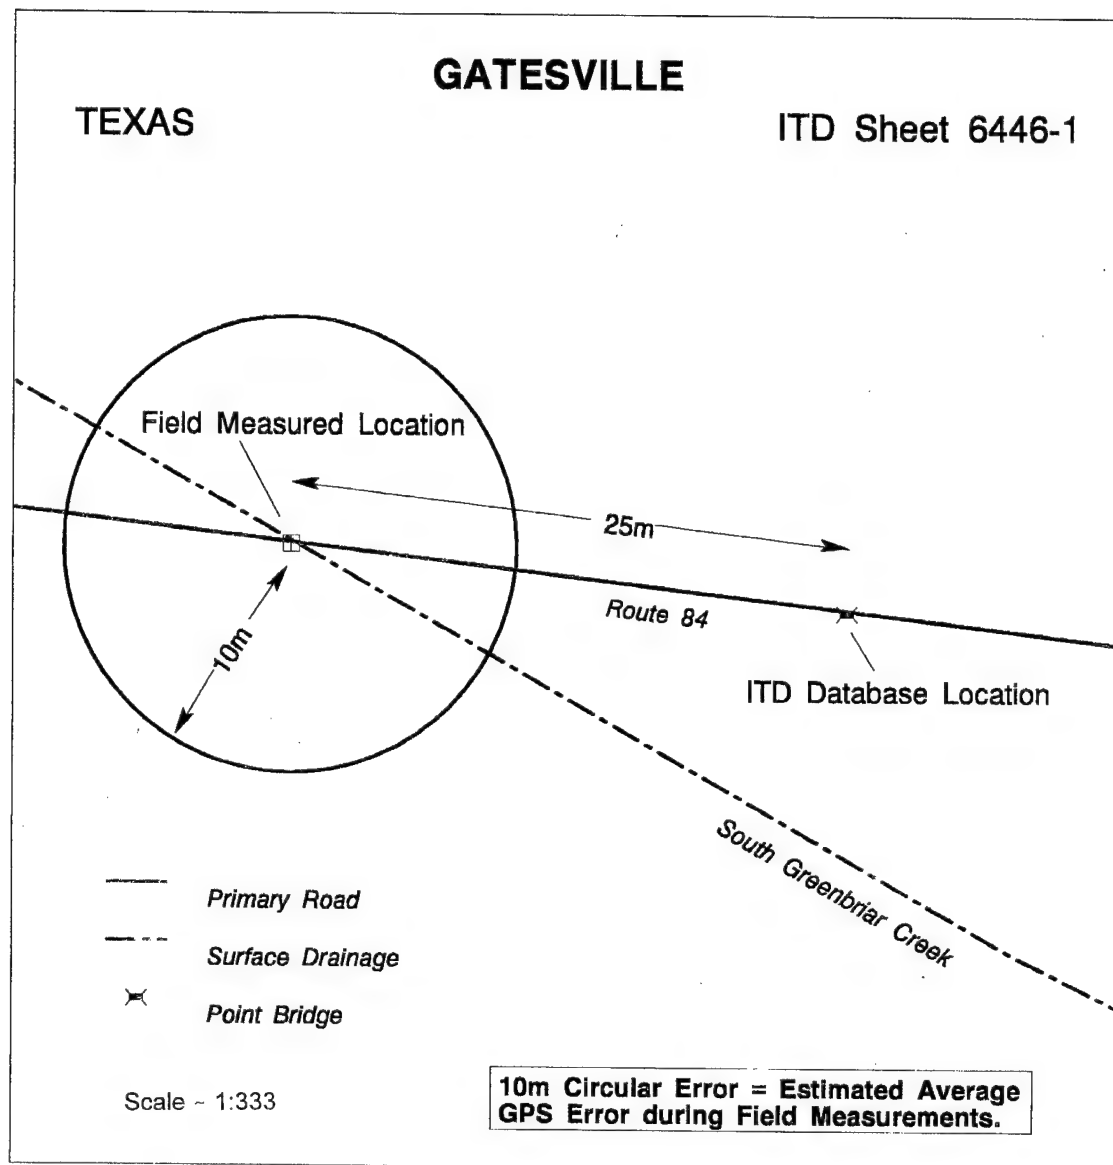 GATESVILLE
TEXAS
ITD Sheet 6446-1
Field Measured Location
25m
Route 84
10m
ITD Database Location
South Greenbriar Creek
Primary Road
Surface Drainage
Point Bridge
Scale ~ 1:333
10m Circular Error = Estimated Average
GPS Error during Field Measurements.